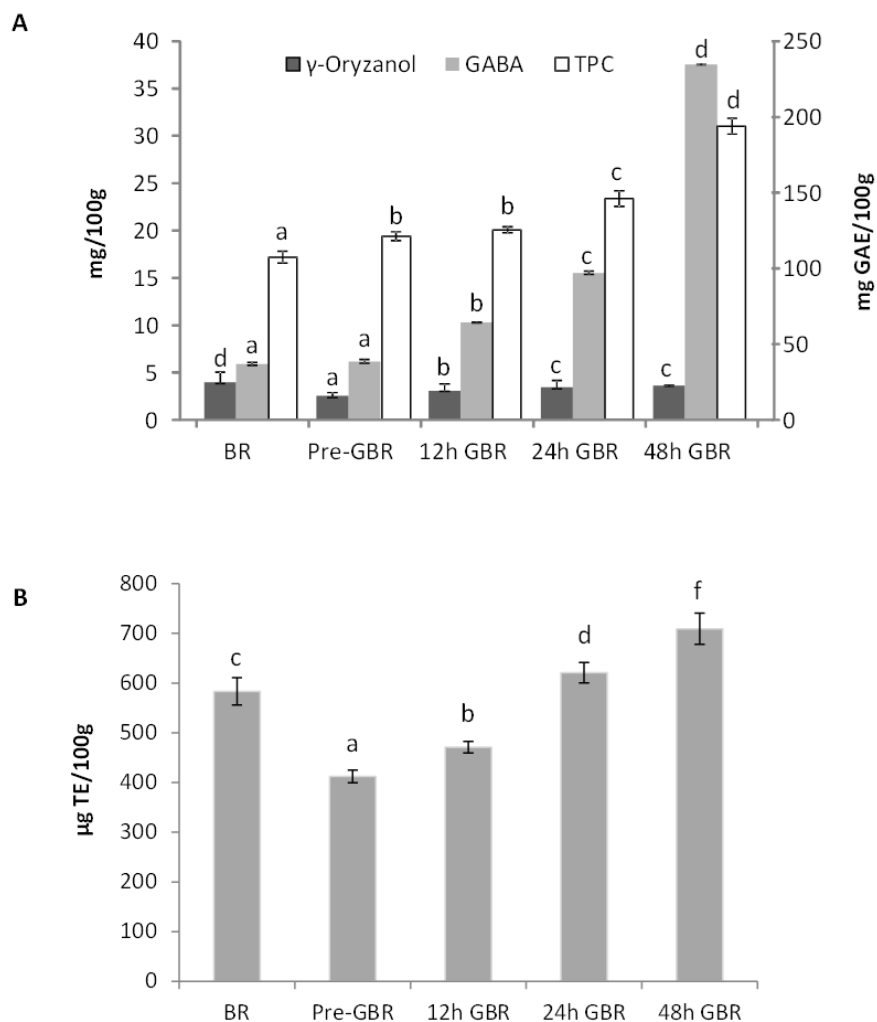 A
γ-Oryzanol GABA TPC
mg/100g
40
35
30
25
20
15
10
5
0
mg GAE/100g
250
200
150
100
50
0
d a a
a a b
b b b
c c c
c d d
BR Pre-GBR 12h GBR 24h GBR 48h GBR
B
µg TE/100g
800
700
600
500
400
300
200
100
0
c a b d f
BR Pre-GBR 12h GBR 24h GBR 48h GBR